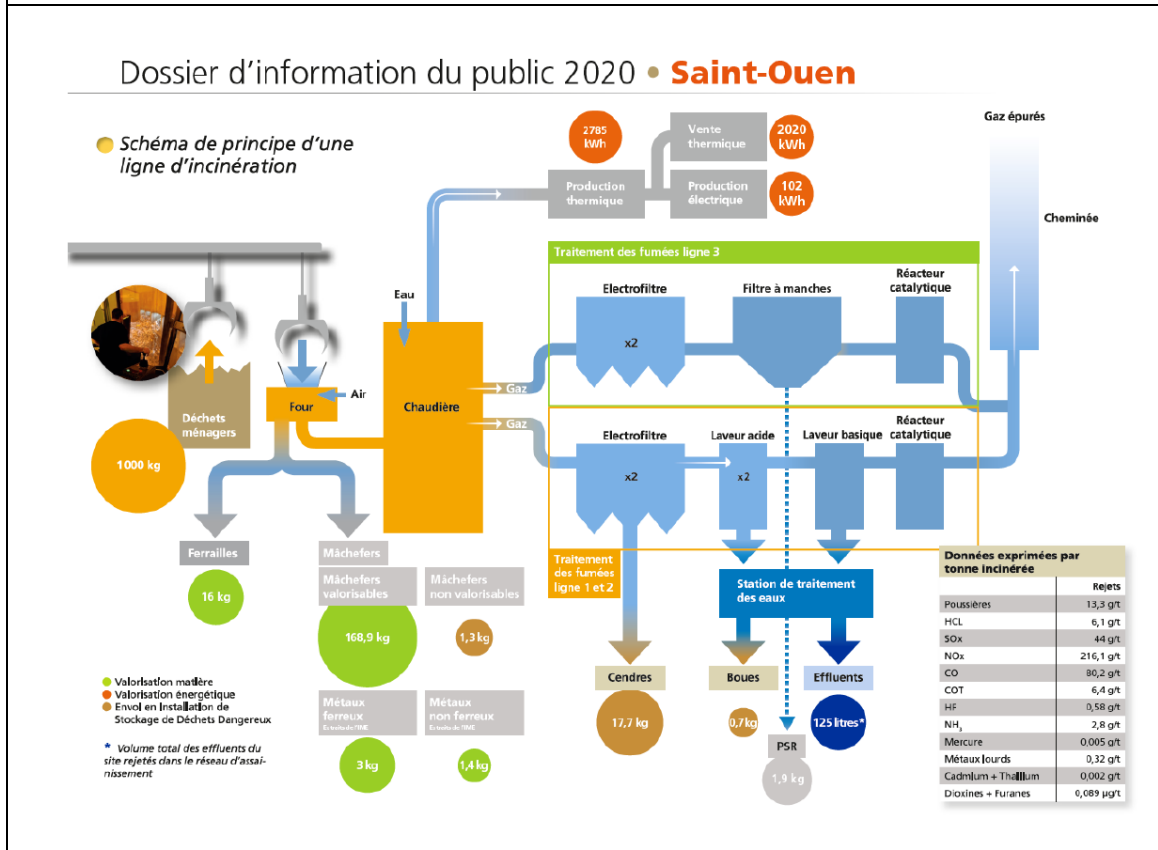 Dossier d'information du public 2020 • Saint-Ouen
Schéma de principe d'une
ligne d'incinération
2785
kWh
Vente
thermique
2020
kWh
Production
thermique
Production
électrique
102
kWh
Gaz épurés
Cheminée
Traitement des fumées ligne 3
Electrofiltre
x2
Filtre à manches
Réacteur
catalytique
Eau
Gaz
Air
Four
Chaudière
Gaz
Déchets
ménagers
1000 kg
Electrofiltre
x2
Laveur acide
x2
Laveur basique
Réacteur
catalytique
Traitement
des fumées
ligne 1 et 2
Ferrailles
16 kg
Mâchefers
Mâchefers
valorisables
168,9 kg
Mâchefers
non valorisables
1,3 kg
Métaux
ferreux
Extraits de l'IME
3 kg
Métaux
non ferreux
Extraits de l'IME
1,4 kg
Station de traitement
des eaux
Cendres
17,7 kg
Boues
0,7 kg
Effluents
125 litres*
PSR
1,9 kg
Valorisation matière
Valorisation énergétique
Envol en Installation de
Stockage de Déchets Dangereux
* Volume total des effluents du
site rejetés dans le réseau d'assai-
nissement
Données exprimées par
tonne incinérée
Rejets
Poussières 13,3 g/t
HCL 6,1 g/t
SOx 44 g/t
NOx 216,1 g/t
CO 80,2 g/t
COT 6,4 g/t
HF 0,58 g/t
NH3 2,8 g/t
Mercure 0,005 g/t
Métaux lourds 0,32 g/t
Cadmium + Thallium 0,002 g/t
Dioxines + Furanes 0,089 µg/t